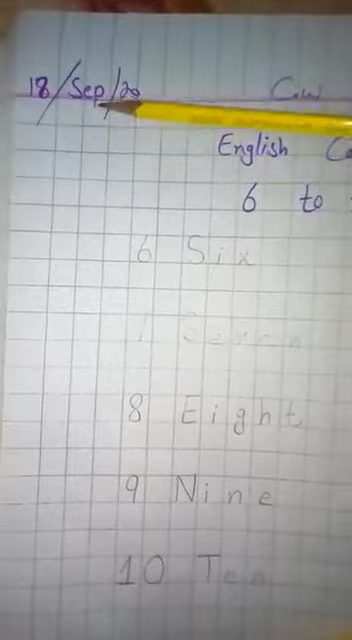 18/Sep/20 C.w
English
6 to
6 Six
7 Seven
8 Eight
9 Nine
10 Ten